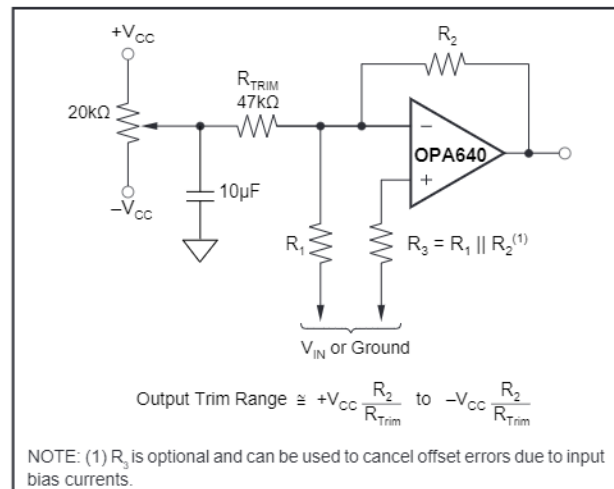 +VCC
R2
RTRIM
47kΩ
20kΩ
OPA640
−
+
10µF
−VCC
R1
R3 = R1 || R2(1)
VIN or Ground
Output Trim Range ≅ +VCC R2/RTrim to −VCC R2/RTrim
NOTE: (1) R3 is optional and can be used to cancel offset errors due to input
bias currents.